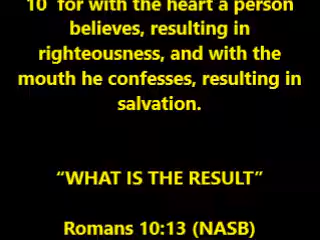 10  for with the heart a person
believes, resulting in
righteousness, and with the
mouth he confesses, resulting in
salvation.
“WHAT IS THE RESULT”
Romans 10:13 (NASB)